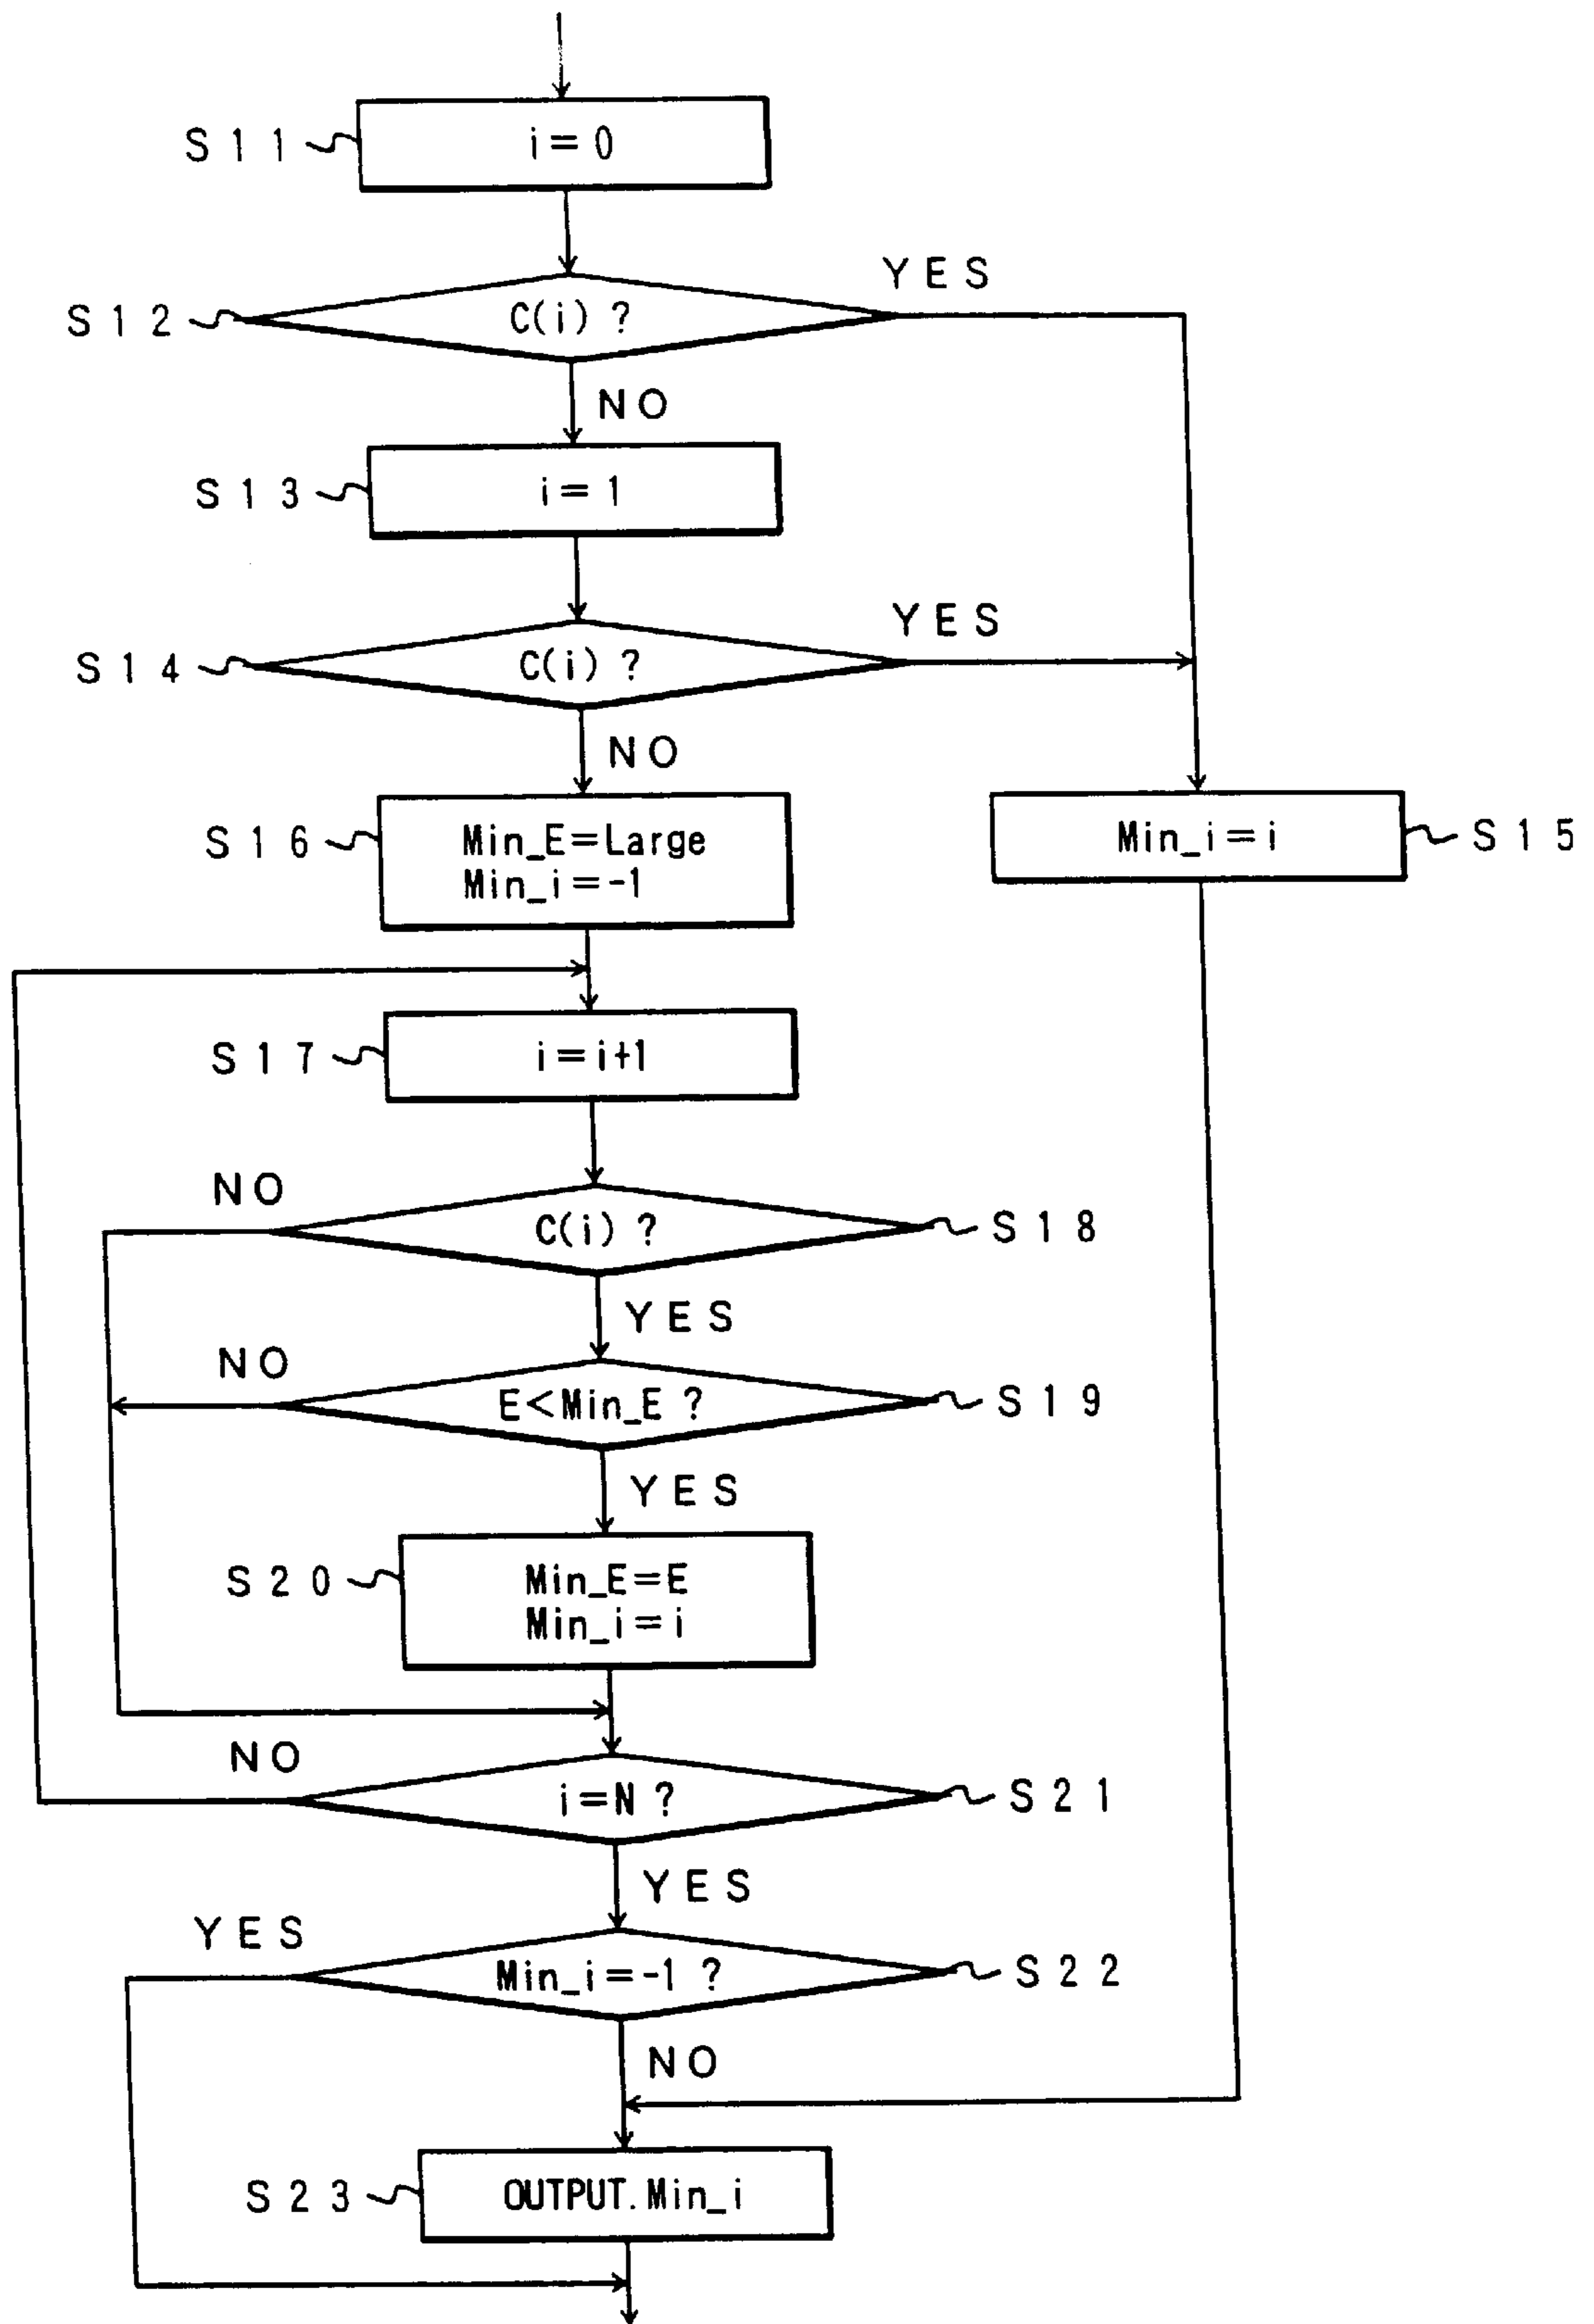 S11
i=0
YES
S12
C(i) ?
NO
S13
i=1
YES
S14
C(i) ?
NO
S16
Min_E=Large
Min_i=-1
Min_i=i
S15
S17
i=i+1
NO
C(i) ?
S18
YES
NO
E<Min_E ?
S19
YES
S20
Min_E=E
Min_i=i
NO
i=N ?
S21
YES
YES
Min_i=-1 ?
S22
NO
S23
OUTPUT.Min_i